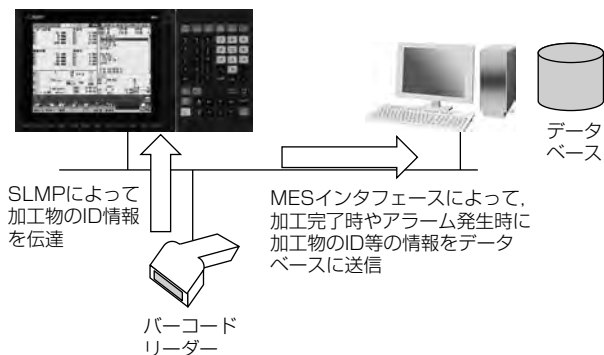 データ
ベース
SLMPによって
加工物のID情報
を伝達
MESインタフェースによって，
加工完了時やアラーム発生時に
加工物のID等の情報をデータ
ベースに送信
バーコード
リーダー